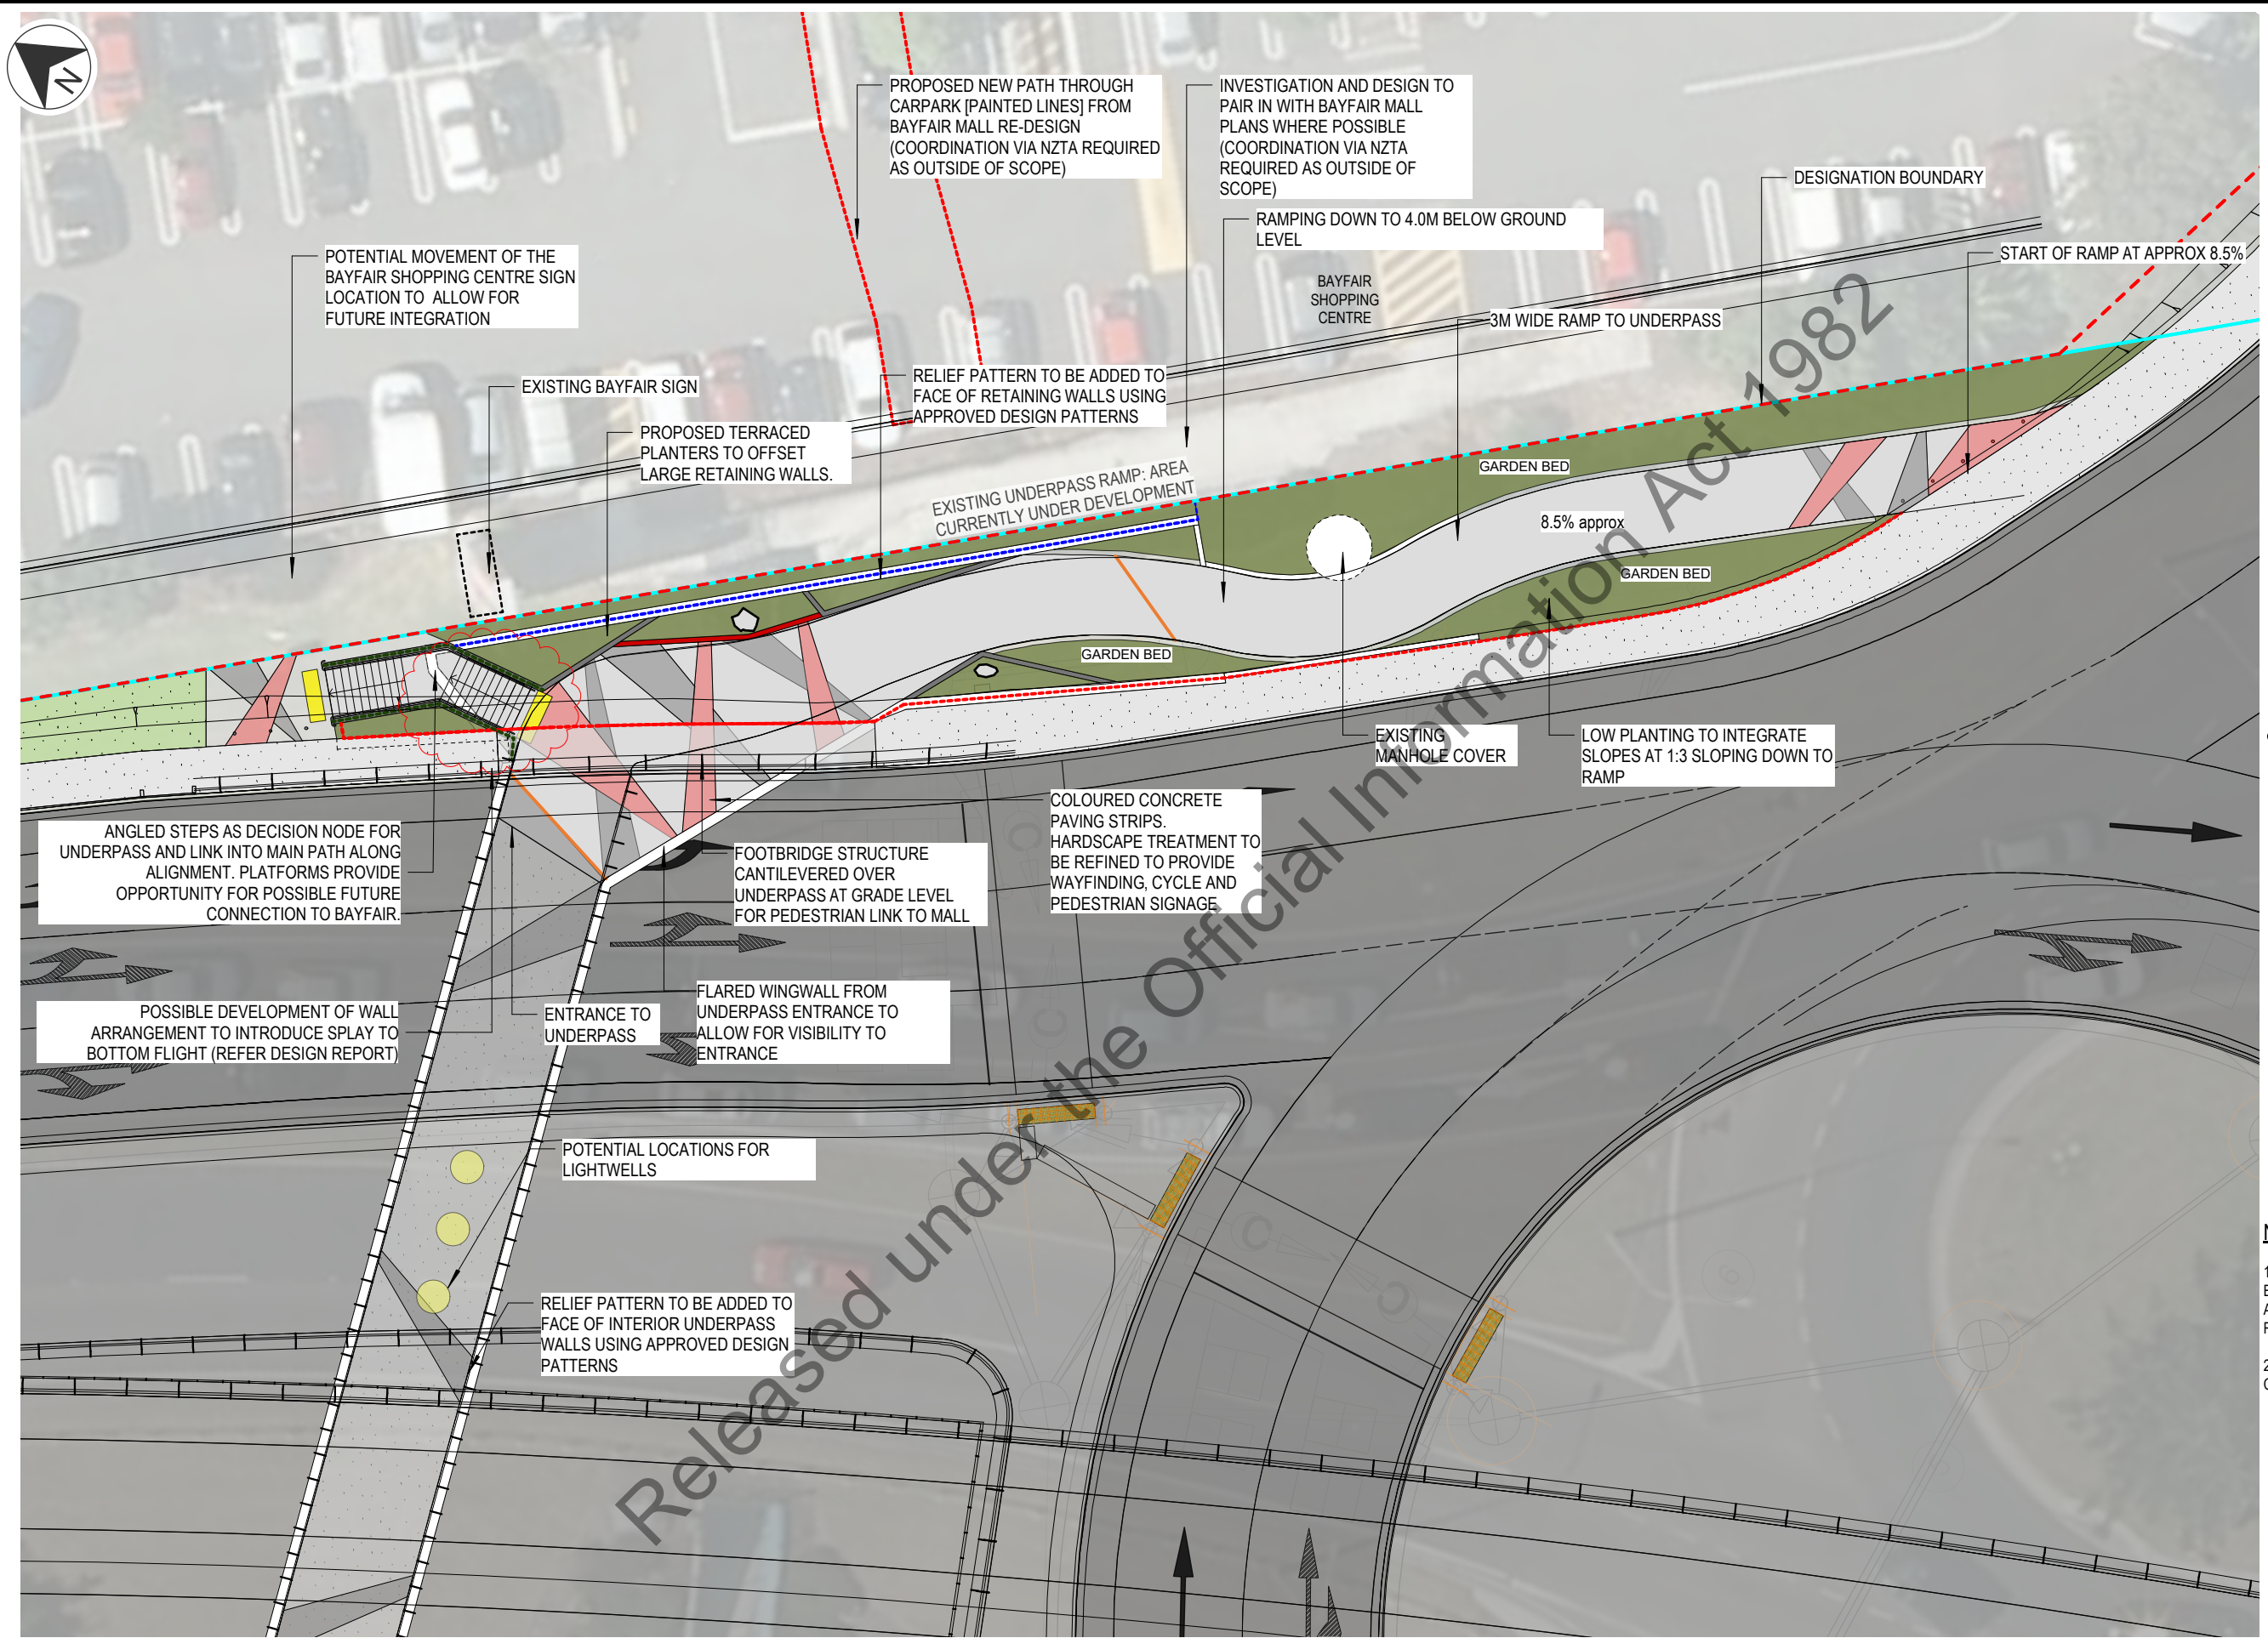 N
PROPOSED NEW PATH THROUGH
CARPARK [PAINTED LINES] FROM
BAYFAIR MALL RE-DESIGN
(COORDINATION VIA NZTA REQUIRED
AS OUTSIDE OF SCOPE)
INVESTIGATION AND DESIGN TO
PAIR IN WITH BAYFAIR MALL
PLANS WHERE POSSIBLE
(COORDINATION VIA NZTA
REQUIRED AS OUTSIDE OF
SCOPE)
DESIGNATION BOUNDARY
RAMPING DOWN TO 4.0M BELOW GROUND
LEVEL
START OF RAMP AT APPROX 8.5%
POTENTIAL MOVEMENT OF THE
BAYFAIR SHOPPING CENTRE SIGN
LOCATION TO ALLOW FOR
FUTURE INTEGRATION
BAYFAIR
SHOPPING
CENTRE
3M WIDE RAMP TO UNDERPASS
EXISTING BAYFAIR SIGN
RELIEF PATTERN TO BE ADDED TO
FACE OF RETAINING WALLS USING
APPROVED DESIGN PATTERNS
PROPOSED TERRACED
PLANTERS TO OFFSET
LARGE RETAINING WALLS.
EXISTING UNDERPASS RAMP: AREA
CURRENTLY UNDER DEVELOPMENT
GARDEN BED
8.5% approx
GARDEN BED
GARDEN BED
EXISTING
MANHOLE COVER
LOW PLANTING TO INTEGRATE
SLOPES AT 1:3 SLOPING DOWN TO
RAMP
ANGLED STEPS AS DECISION NODE FOR
UNDERPASS AND LINK INTO MAIN PATH ALONG
ALIGNMENT. PLATFORMS PROVIDE
OPPORTUNITY FOR POSSIBLE FUTURE
CONNECTION TO BAYFAIR.
FOOTBRIDGE STRUCTURE
CANTILEVERED OVER
UNDERPASS AT GRADE LEVEL
FOR PEDESTRIAN LINK TO MALL
COLOURED CONCRETE
PAVING STRIPS.
HARDSCAPE TREATMENT TO
BE REFINED TO PROVIDE
WAYFINDING, CYCLE AND
PEDESTRIAN SIGNAGE
POSSIBLE DEVELOPMENT OF WALL
ARRANGEMENT TO INTRODUCE SPLAY TO
BOTTOM FLIGHT (REFER DESIGN REPORT)
ENTRANCE TO
UNDERPASS
FLARED WINGWALL FROM
UNDERPASS ENTRANCE TO
ALLOW FOR VISIBILITY TO
ENTRANCE
POTENTIAL LOCATIONS FOR
LIGHTWELLS
RELIEF PATTERN TO BE ADDED TO
FACE OF INTERIOR UNDERPASS
WALLS USING APPROVED DESIGN
PATTERNS
Released under the Official Information Act 1982